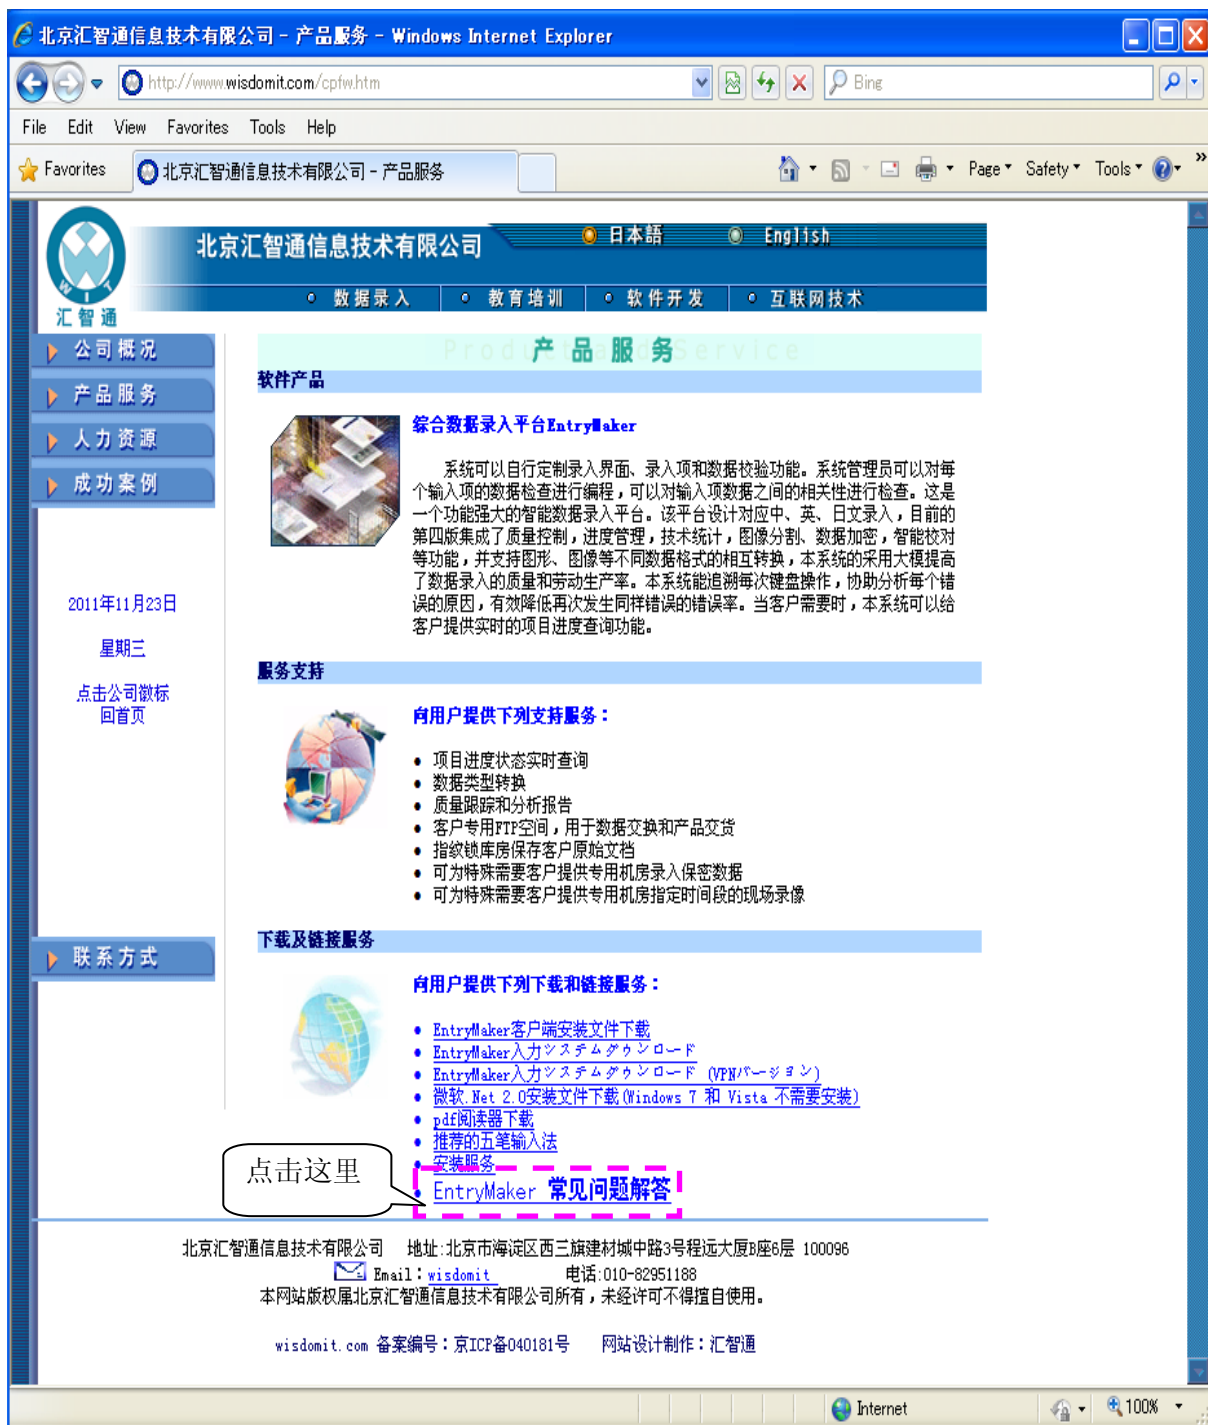 北京汇智通信息技术有限公司 - 产品服务 - Windows Internet Explorer
http://www.wisdomit.com/cpfw.htm
Bing
File Edit View Favorites Tools Help
Favorites 北京汇智通信息技术有限公司 - 产品服务 Page Safety Tools
日本語 English
北京汇智通信息技术有限公司
数据录入 教育培训 软件开发 互联网技术
WIT
汇智通
公司概况
产品服务
人力资源
成功案例
2011年11月23日
星期三
点击公司徽标
回首页
联系方式
产品服务
Product and Service
软件产品
综合数据录入平台EntryMaker
系统可以自行定制录入界面、录入项和数据校验功能。系统管理员可以对每
个输入项的数据检查进行编程，可以对输入项数据之间的相关性进行检查。这是
一个功能强大的智能数据录入平台。该平台设计对应中、英、日文录入，目前的
第四版集成了质量控制，进度管理，技术统计，图像分割、数据加密，智能校对
等功能，并支持图形、图像等不同数据格式的相互转换，本系统的采用大模提高
了数据录入的质量和劳动生产率。本系统能追溯每次键盘操作，协助分析每个错
误的原因，有效降低再次发生同样错误的错误率。当客户需要时，本系统可以给
客户提供实时的项目进度查询功能。
服务支持
向用户提供下列支持服务：
项目进度状态实时查询
数据类型转换
质量跟踪和分析报告
客户专用FTP空间，用于数据交换和产品交货
指纹锁库房保存客户原始文档
可为特殊需要客户提供专用机房录入保密数据
可为特殊需要客户提供专用机房指定时间段的现场录像
下载及链接服务
向用户提供下列下载和链接服务：
EntryMaker客户端安装文件下载
EntryMaker入力システムダウンロード
EntryMaker入力システムダウンロード (VPNバージョン)
微软.Net 2.0安装文件下载(Windows 7 和 Vista 不需要安装)
pdf阅读器下载
推荐的五笔输入法
安装服务
EntryMaker 常见问题解答
点击这里
北京汇智通信息技术有限公司 地址:北京市海淀区西三旗建材城中路3号程远大厦B座6层 100096
Email：wisdomit 电话:010-82951188
本网站版权属北京汇智通信息技术有限公司所有，未经许可不得擅自使用。
wisdomit.com 备案编号：京ICP备040181号 网站设计制作：汇智通
Internet 100%